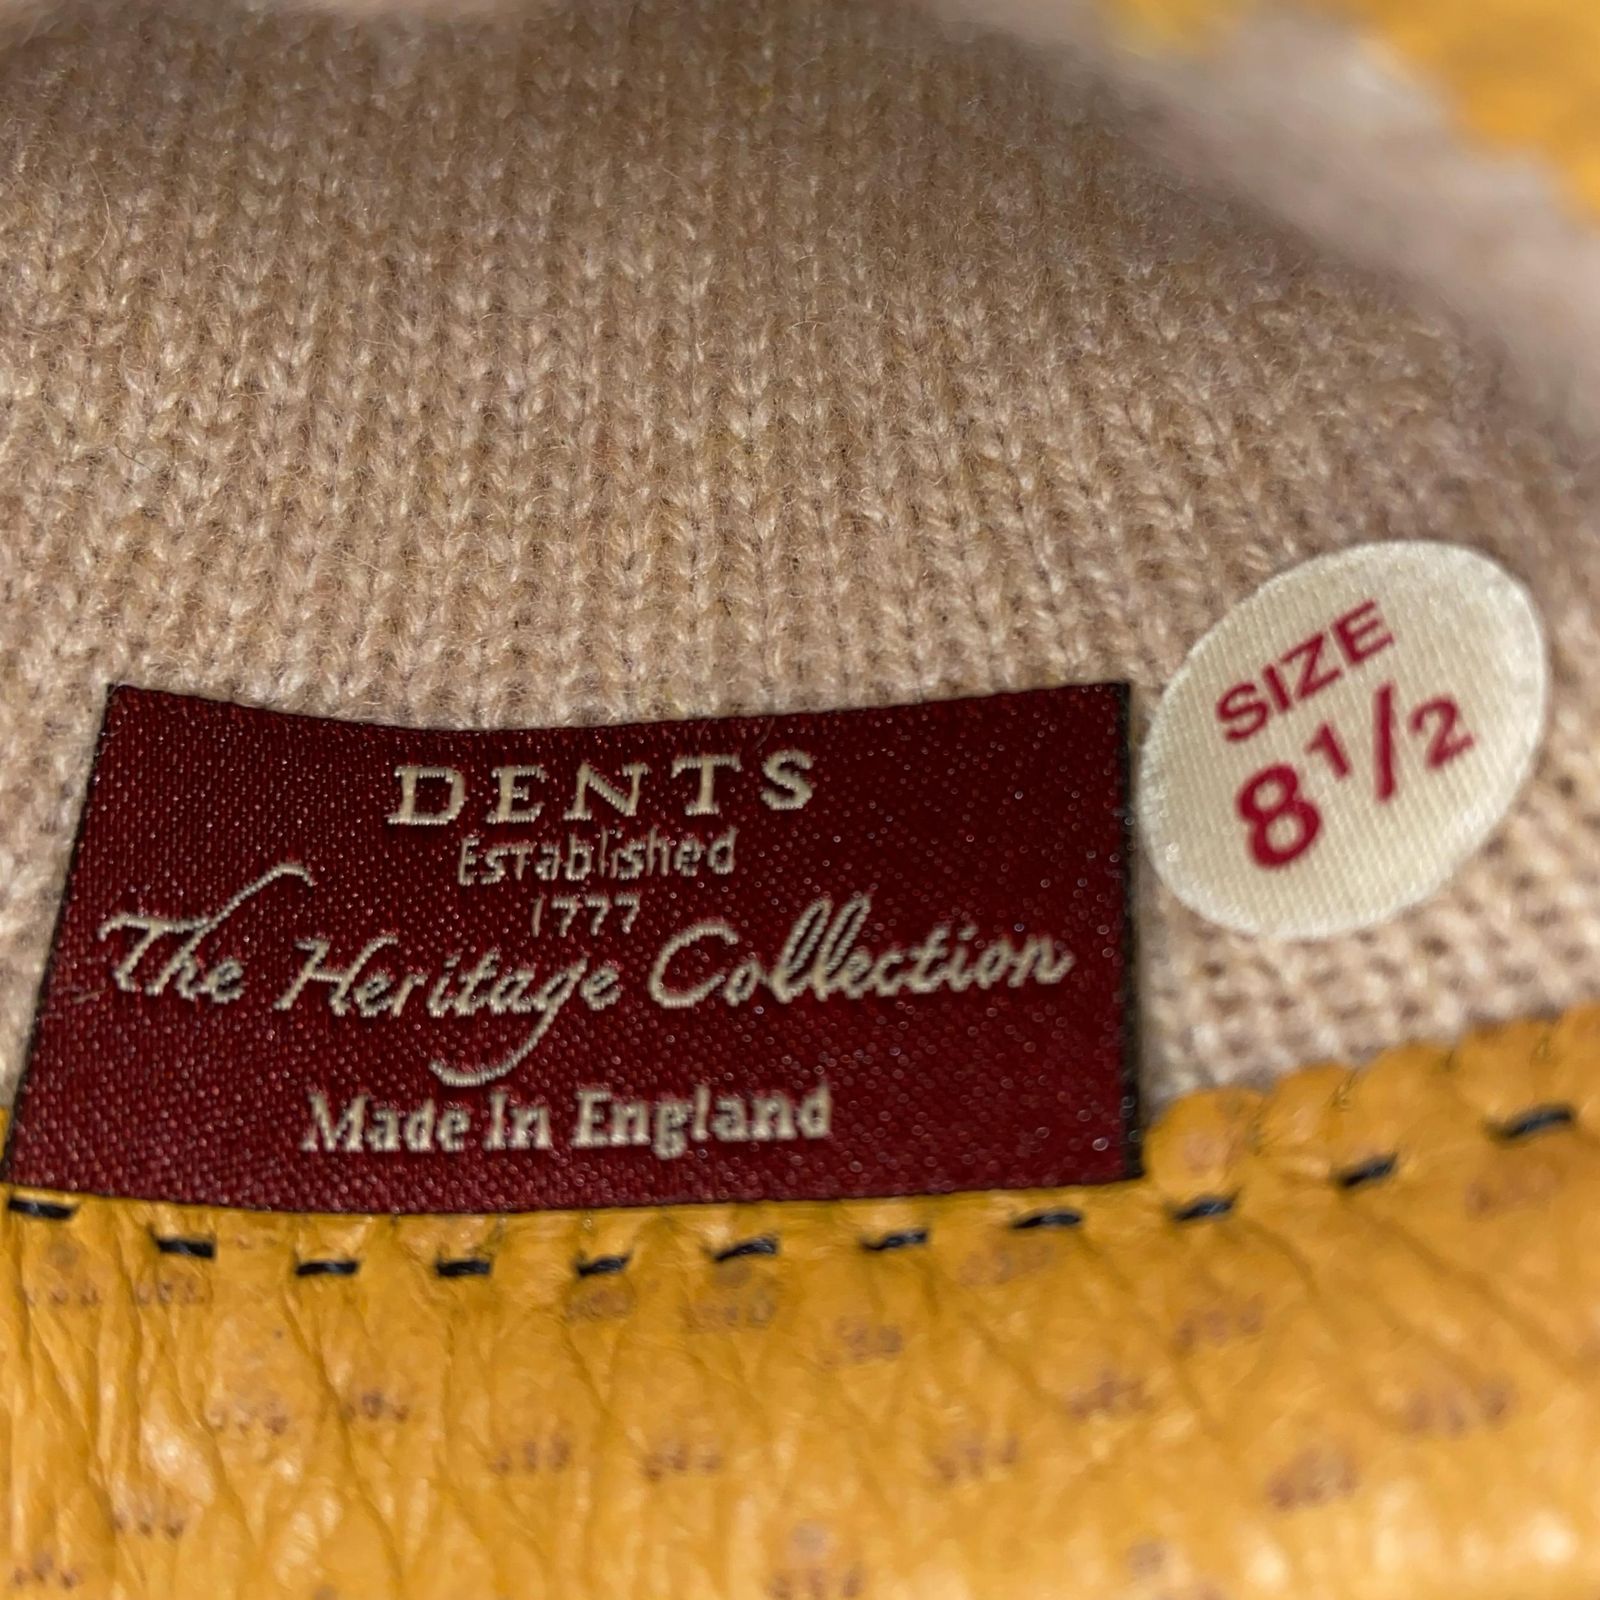 DENTS
Established
1777
The Heritage Collection
Made In England
SIZE
8 1/2